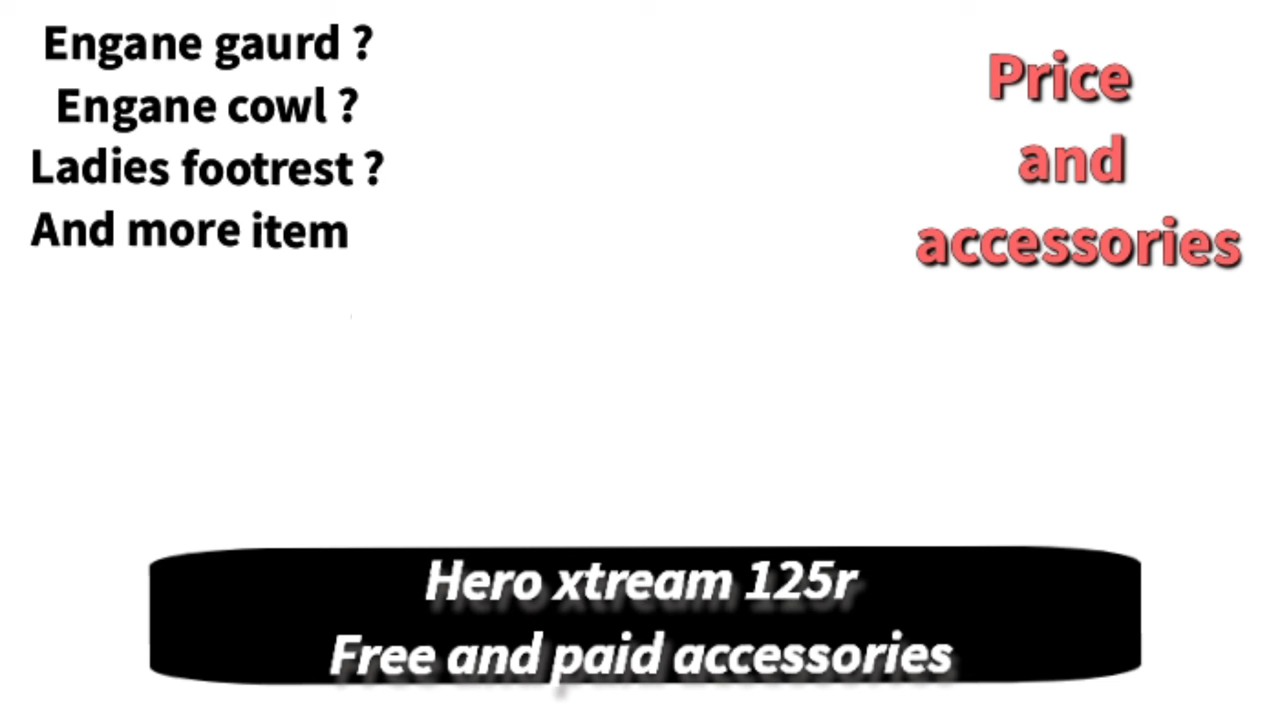 Engane gaurd ?
Engane cowl ?
Ladies footrest ?
And more item
Price
and
accessories
Hero xtream 125r
Free and paid accessories